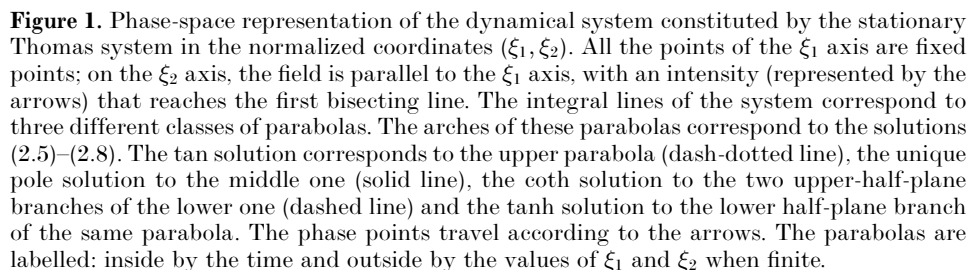 Figure 1. Phase-space representation of the dynamical system constituted by the stationary
Thomas system in the normalized coordinates (ξ₁, ξ₂). All the points of the ξ₁ axis are fixed
points; on the ξ₂ axis, the field is parallel to the ξ₁ axis, with an intensity (represented by the
arrows) that reaches the first bisecting line. The integral lines of the system correspond to
three different classes of parabolas. The arches of these parabolas correspond to the solutions
(2.5)–(2.8). The tan solution corresponds to the upper parabola (dash-dotted line), the unique
pole solution to the middle one (solid line), the coth solution to the two upper-half-plane
branches of the lower one (dashed line) and the tanh solution to the lower half-plane branch
of the same parabola. The phase points travel according to the arrows. The parabolas are
labelled: inside by the time and outside by the values of ξ₁ and ξ₂ when finite.